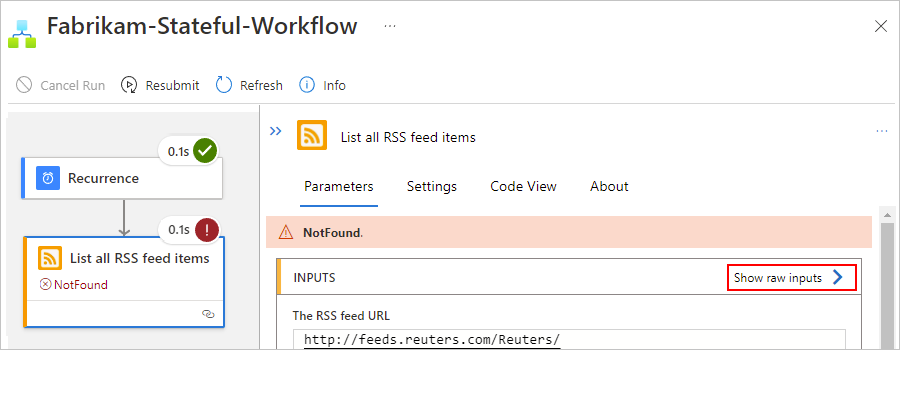 Fabrikam-Stateful-Workflow
...
Cancel Run Resubmit Refresh Info
0.1s
Recurrence
0.1s
List all RSS feed items
NotFound
List all RSS feed items
...
Parameters Settings Code View About
NotFound.
INPUTS
Show raw inputs
The RSS feed URL
http://feeds.reuters.com/Reuters/